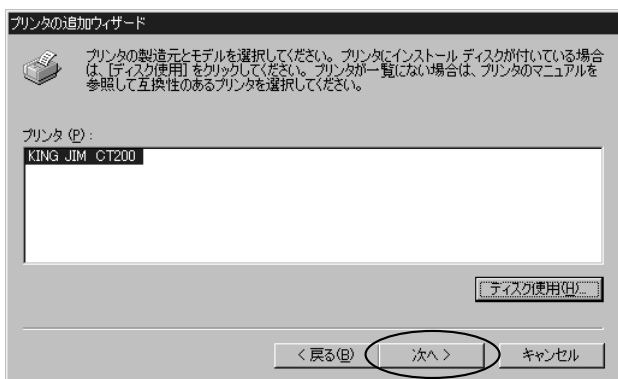 プリンタの追加ウィザード
プリンタの製造元とモデルを選択してください。プリンタにインストール ディスクが付いている場合
は、[ディスク使用] をクリックしてください。プリンタが一覧にない場合は、プリンタのマニュアルを
参照して互換性のあるプリンタを選択してください。
プリンタ (P) :
KING JIM CT200
ディスク使用(H)...
< 戻る(B)
次へ >
キャンセル